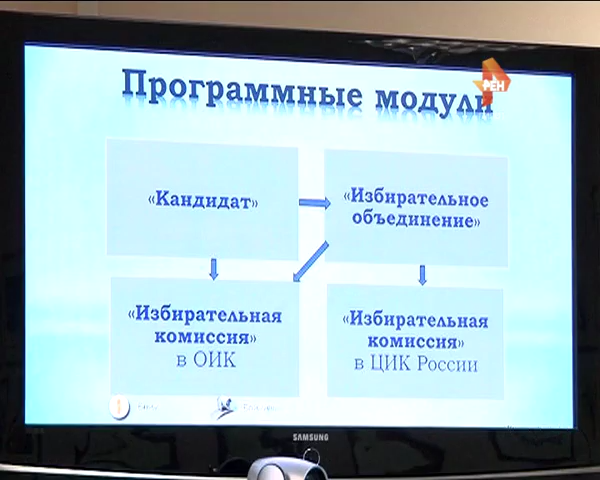 Программные модули
РЕН
«Кандидат»
«Избирательное
объединение»
«Избирательная
комиссия»
в ОИК
«Избирательная
комиссия»
в ЦИК России
SAMSUNG